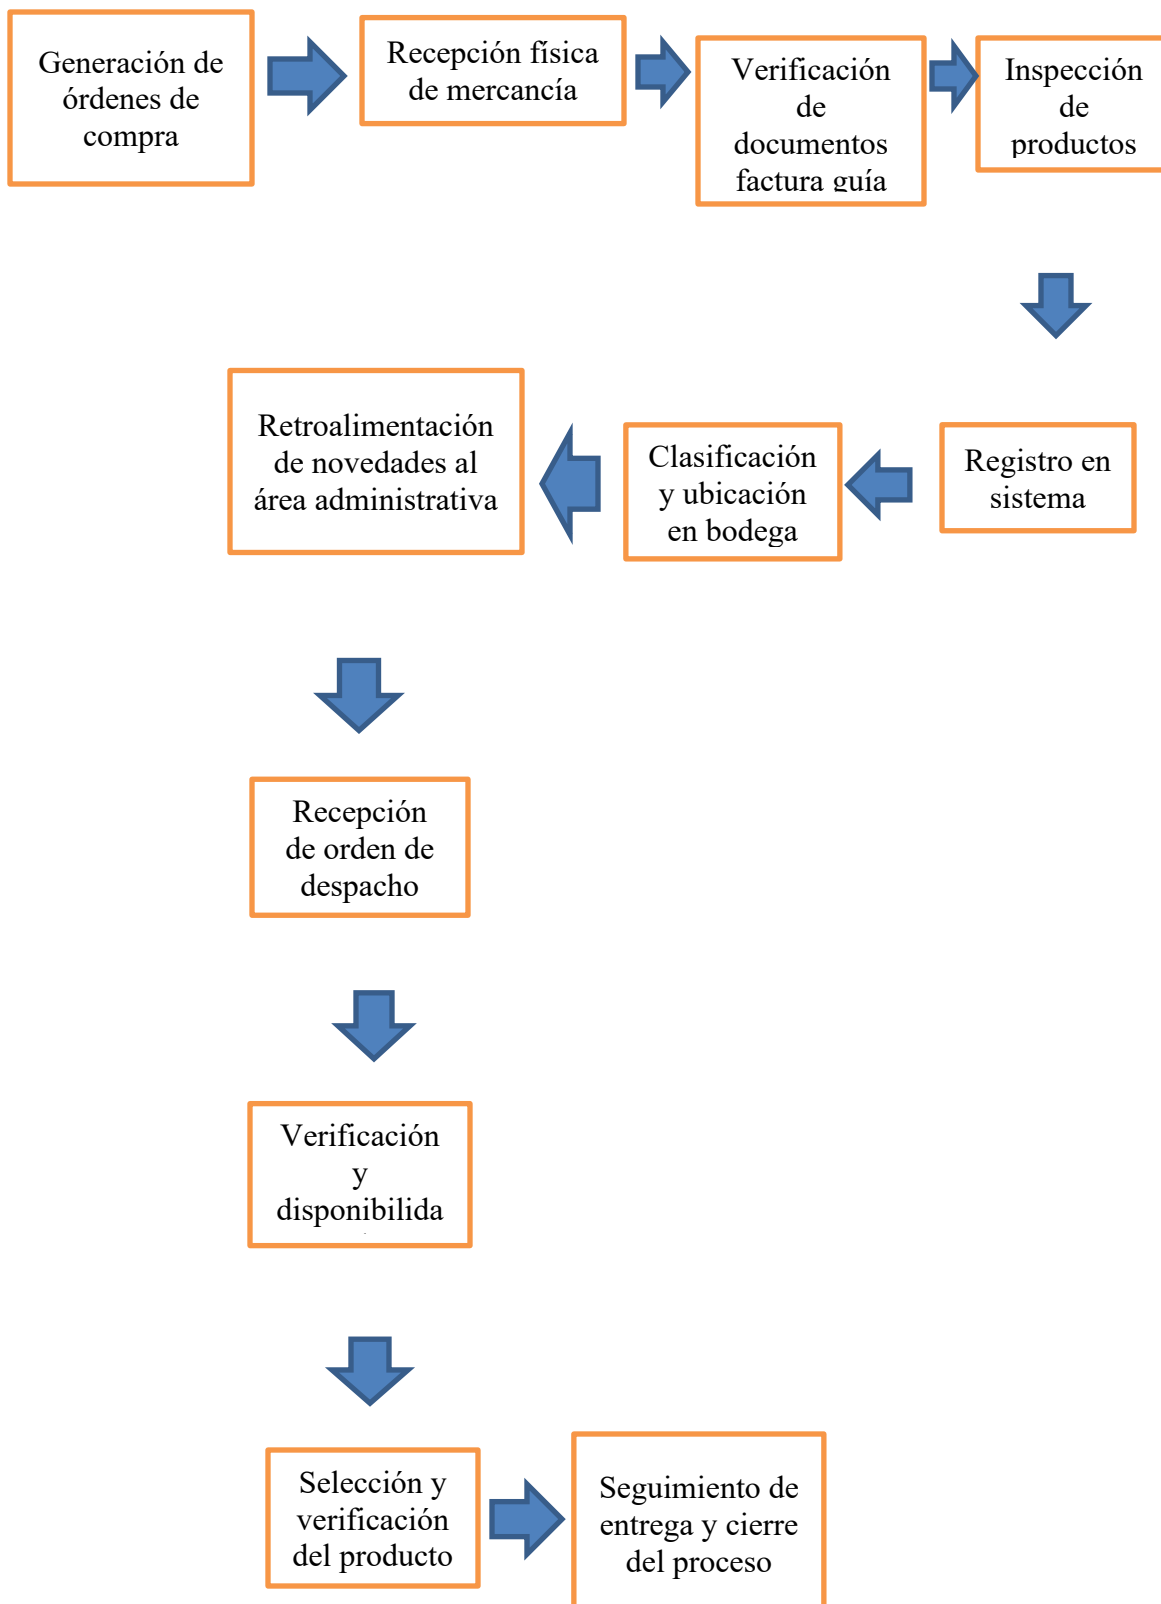 Generación de
órdenes de
compra
Recepción física
de mercancía
Verificación
de
documentos
factura guía
Inspección
de
productos
Registro en
sistema
Clasificación
y ubicación
en bodega
Retroalimentación
de novedades al
área administrativa
Recepción
de orden de
despacho
Verificación
y
disponibilida
Selección y
verificación
del producto
Seguimiento de
entrega y cierre
del proceso